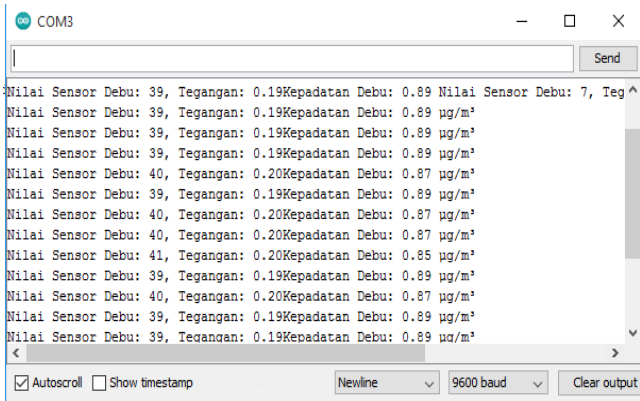 COM3
Send
Nilai Sensor Debu: 39, Tegangan: 0.19Kepadatan Debu: 0.89 Nilai Sensor Debu: 7, Teg
Nilai Sensor Debu: 39, Tegangan: 0.19Kepadatan Debu: 0.89 µg/m³
Nilai Sensor Debu: 39, Tegangan: 0.19Kepadatan Debu: 0.89 µg/m³
Nilai Sensor Debu: 39, Tegangan: 0.19Kepadatan Debu: 0.89 µg/m³
Nilai Sensor Debu: 40, Tegangan: 0.20Kepadatan Debu: 0.87 µg/m³
Nilai Sensor Debu: 39, Tegangan: 0.19Kepadatan Debu: 0.89 µg/m³
Nilai Sensor Debu: 40, Tegangan: 0.20Kepadatan Debu: 0.87 µg/m³
Nilai Sensor Debu: 40, Tegangan: 0.20Kepadatan Debu: 0.87 µg/m³
Nilai Sensor Debu: 41, Tegangan: 0.20Kepadatan Debu: 0.85 µg/m³
Nilai Sensor Debu: 39, Tegangan: 0.19Kepadatan Debu: 0.89 µg/m³
Nilai Sensor Debu: 40, Tegangan: 0.20Kepadatan Debu: 0.87 µg/m³
Nilai Sensor Debu: 39, Tegangan: 0.19Kepadatan Debu: 0.89 µg/m³
Nilai Sensor Debu: 39, Tegangan: 0.19Kepadatan Debu: 0.89 µg/m³
Autoscroll Show timestamp Newline 9600 baud Clear output